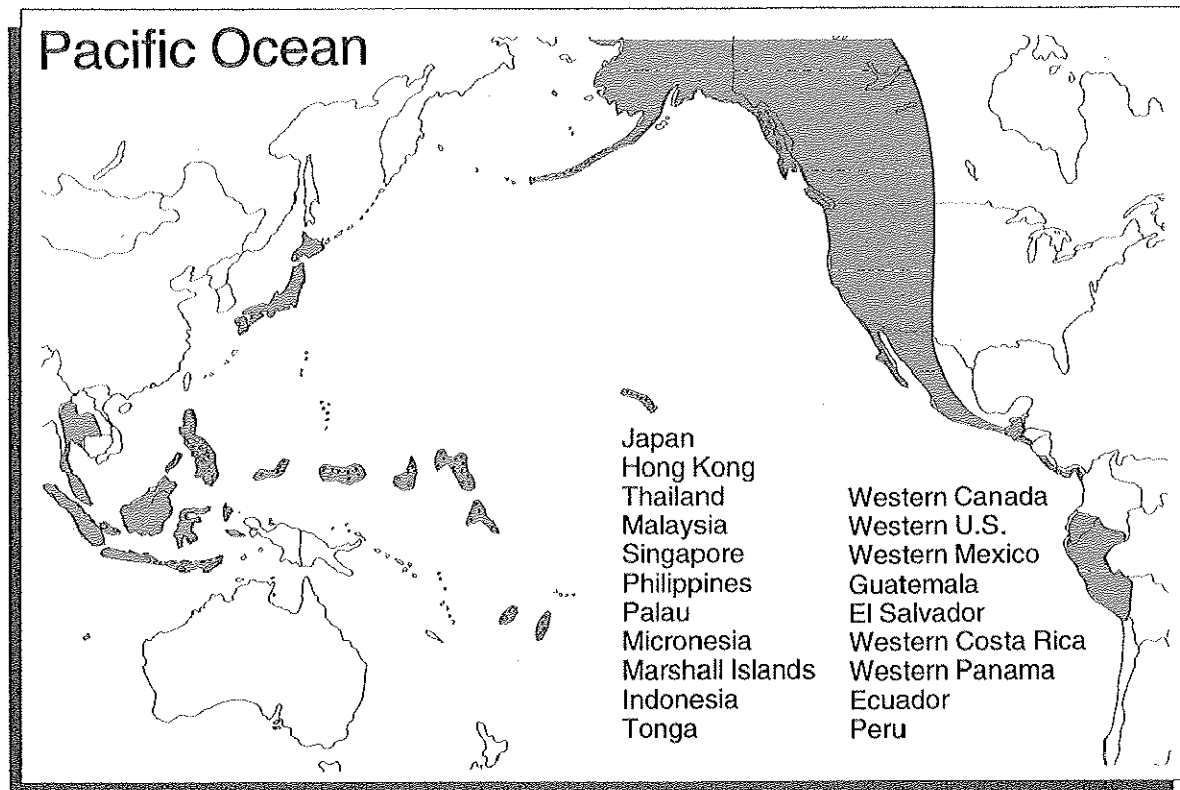 Pacific Ocean
Japan
Hong Kong
Thailand
Malaysia
Singapore
Philippines
Palau
Micronesia
Marshall Islands
Indonesia
Tonga
Western Canada
Western U.S.
Western Mexico
Guatemala
El Salvador
Western Costa Rica
Western Panama
Ecuador
Peru